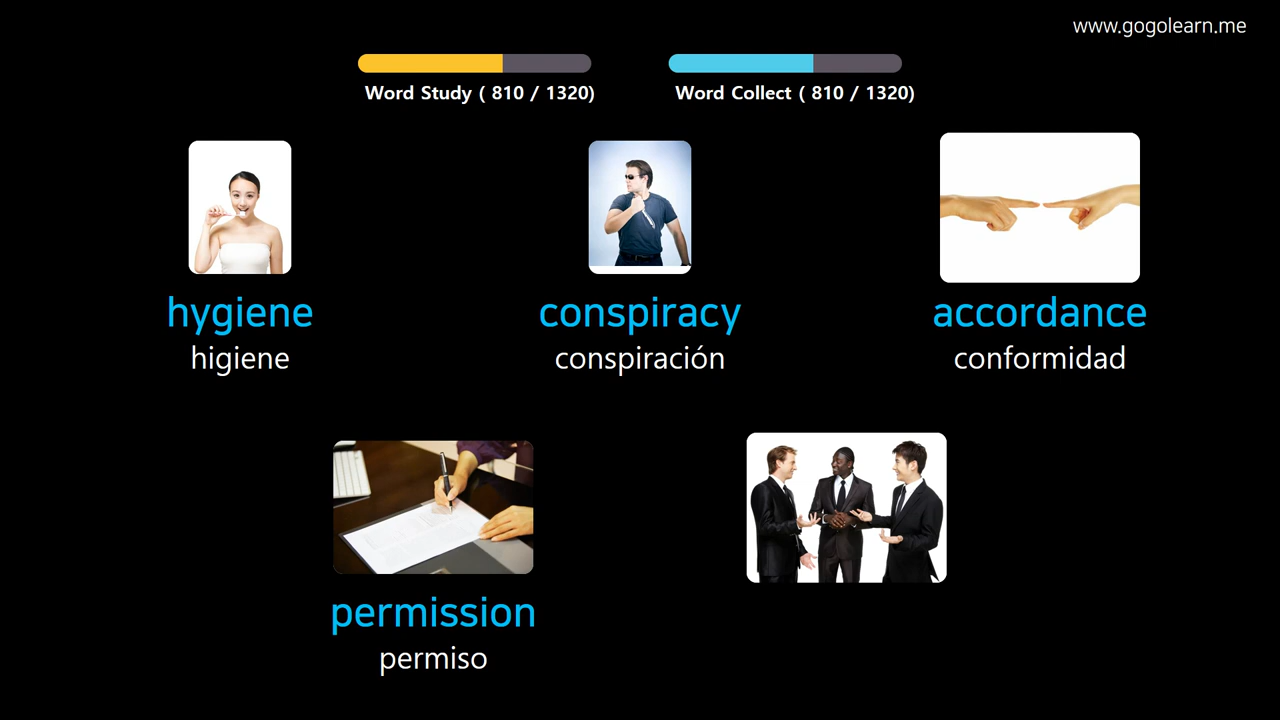 www.gogolearn.me
Word Study ( 810 / 1320)
Word Collect ( 810 / 1320)
hygiene
higiene
conspiracy
conspiración
accordance
conformidad
permission
permiso